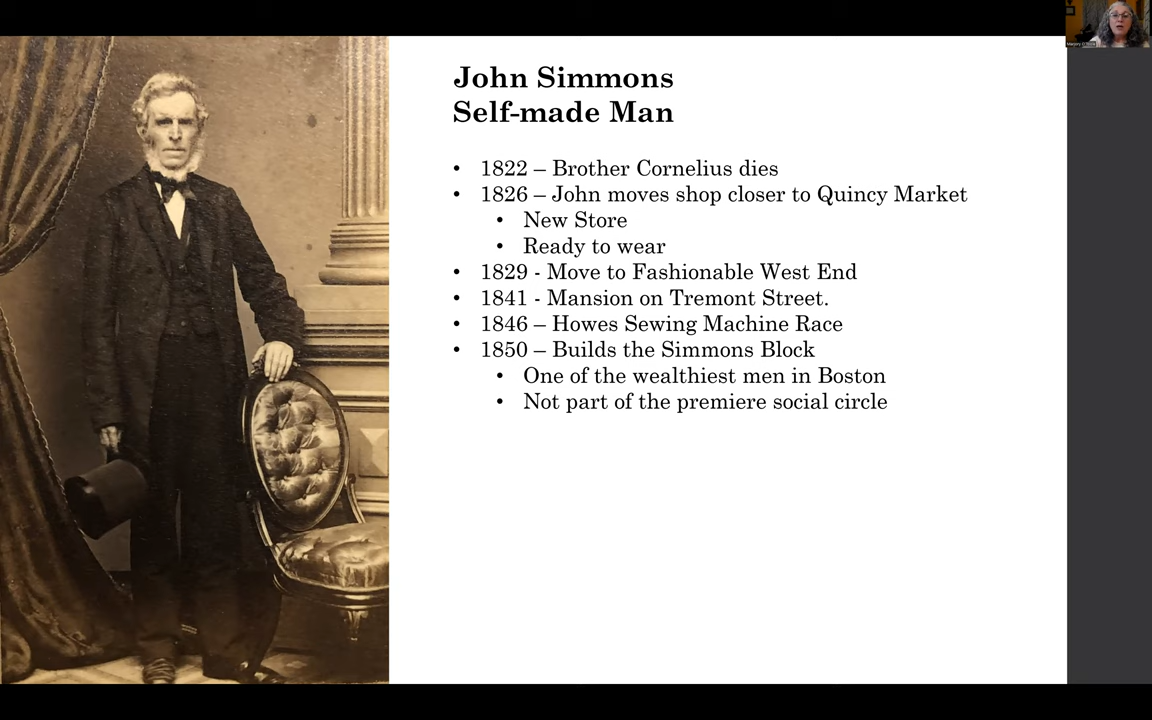 John Simmons
Self-made Man
• 1822 – Brother Cornelius dies
• 1826 – John moves shop closer to Quincy Market
• New Store
• Ready to wear
• 1829 - Move to Fashionable West End
• 1841 - Mansion on Tremont Street.
• 1846 – Howes Sewing Machine Race
• 1850 – Builds the Simmons Block
• One of the wealthiest men in Boston
• Not part of the premiere social circle